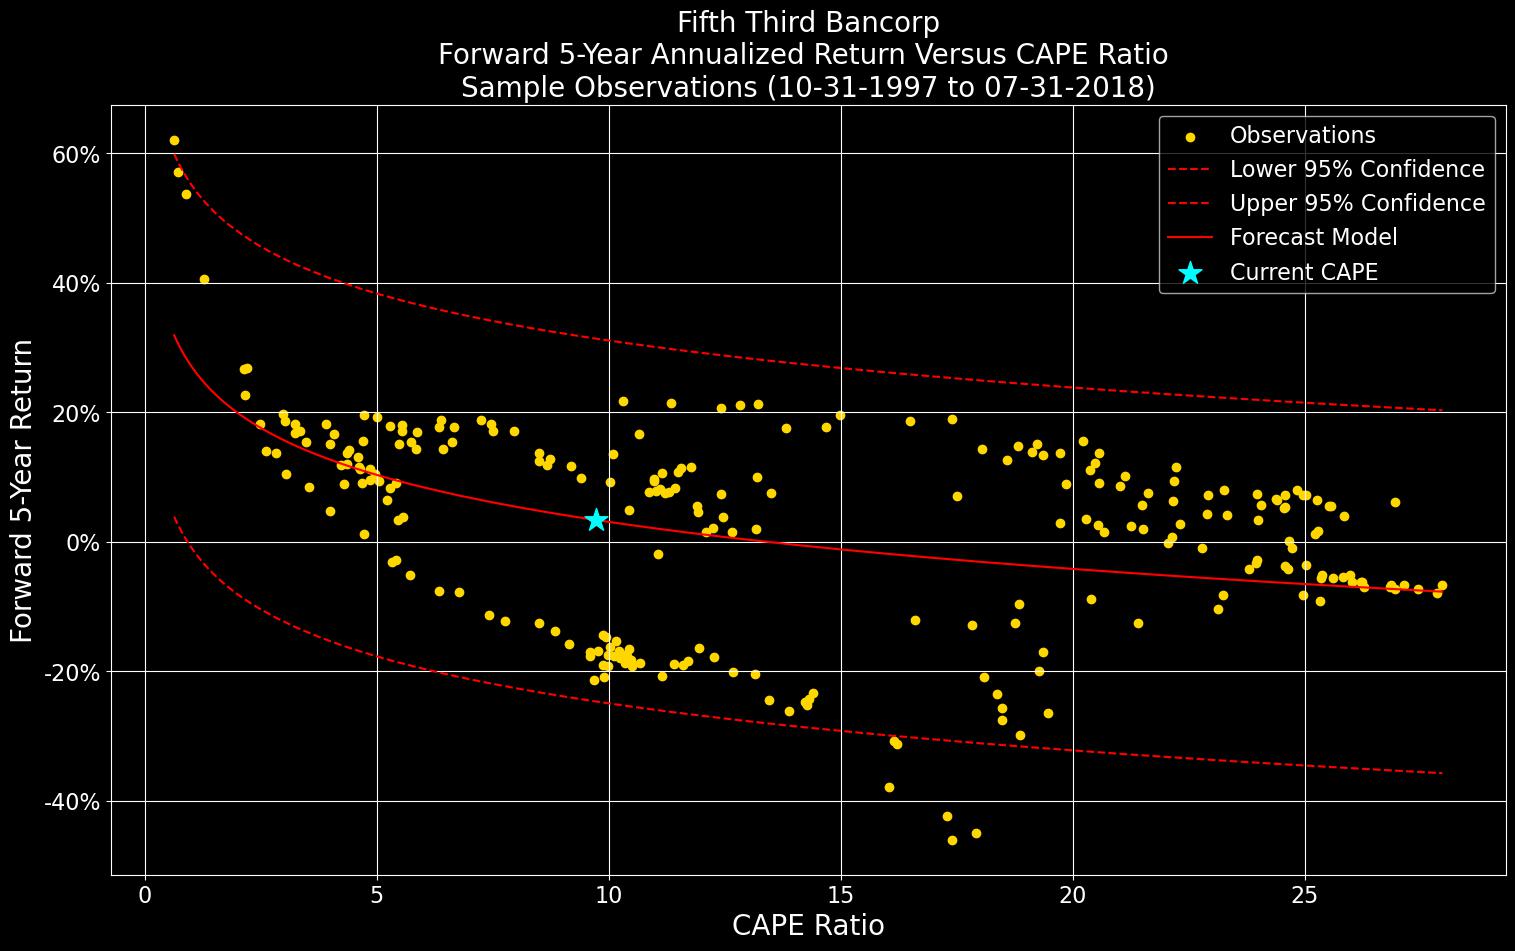 Fifth Third Bancorp
Forward 5-Year Annualized Return Versus CAPE Ratio
Sample Observations (10-31-1997 to 07-31-2018)
Observations
Lower 95% Confidence
Upper 95% Confidence
Forecast Model
Current CAPE
Forward 5-Year Return
60%
40%
20%
0%
-20%
-40%
0 5 10 15 20 25
CAPE Ratio